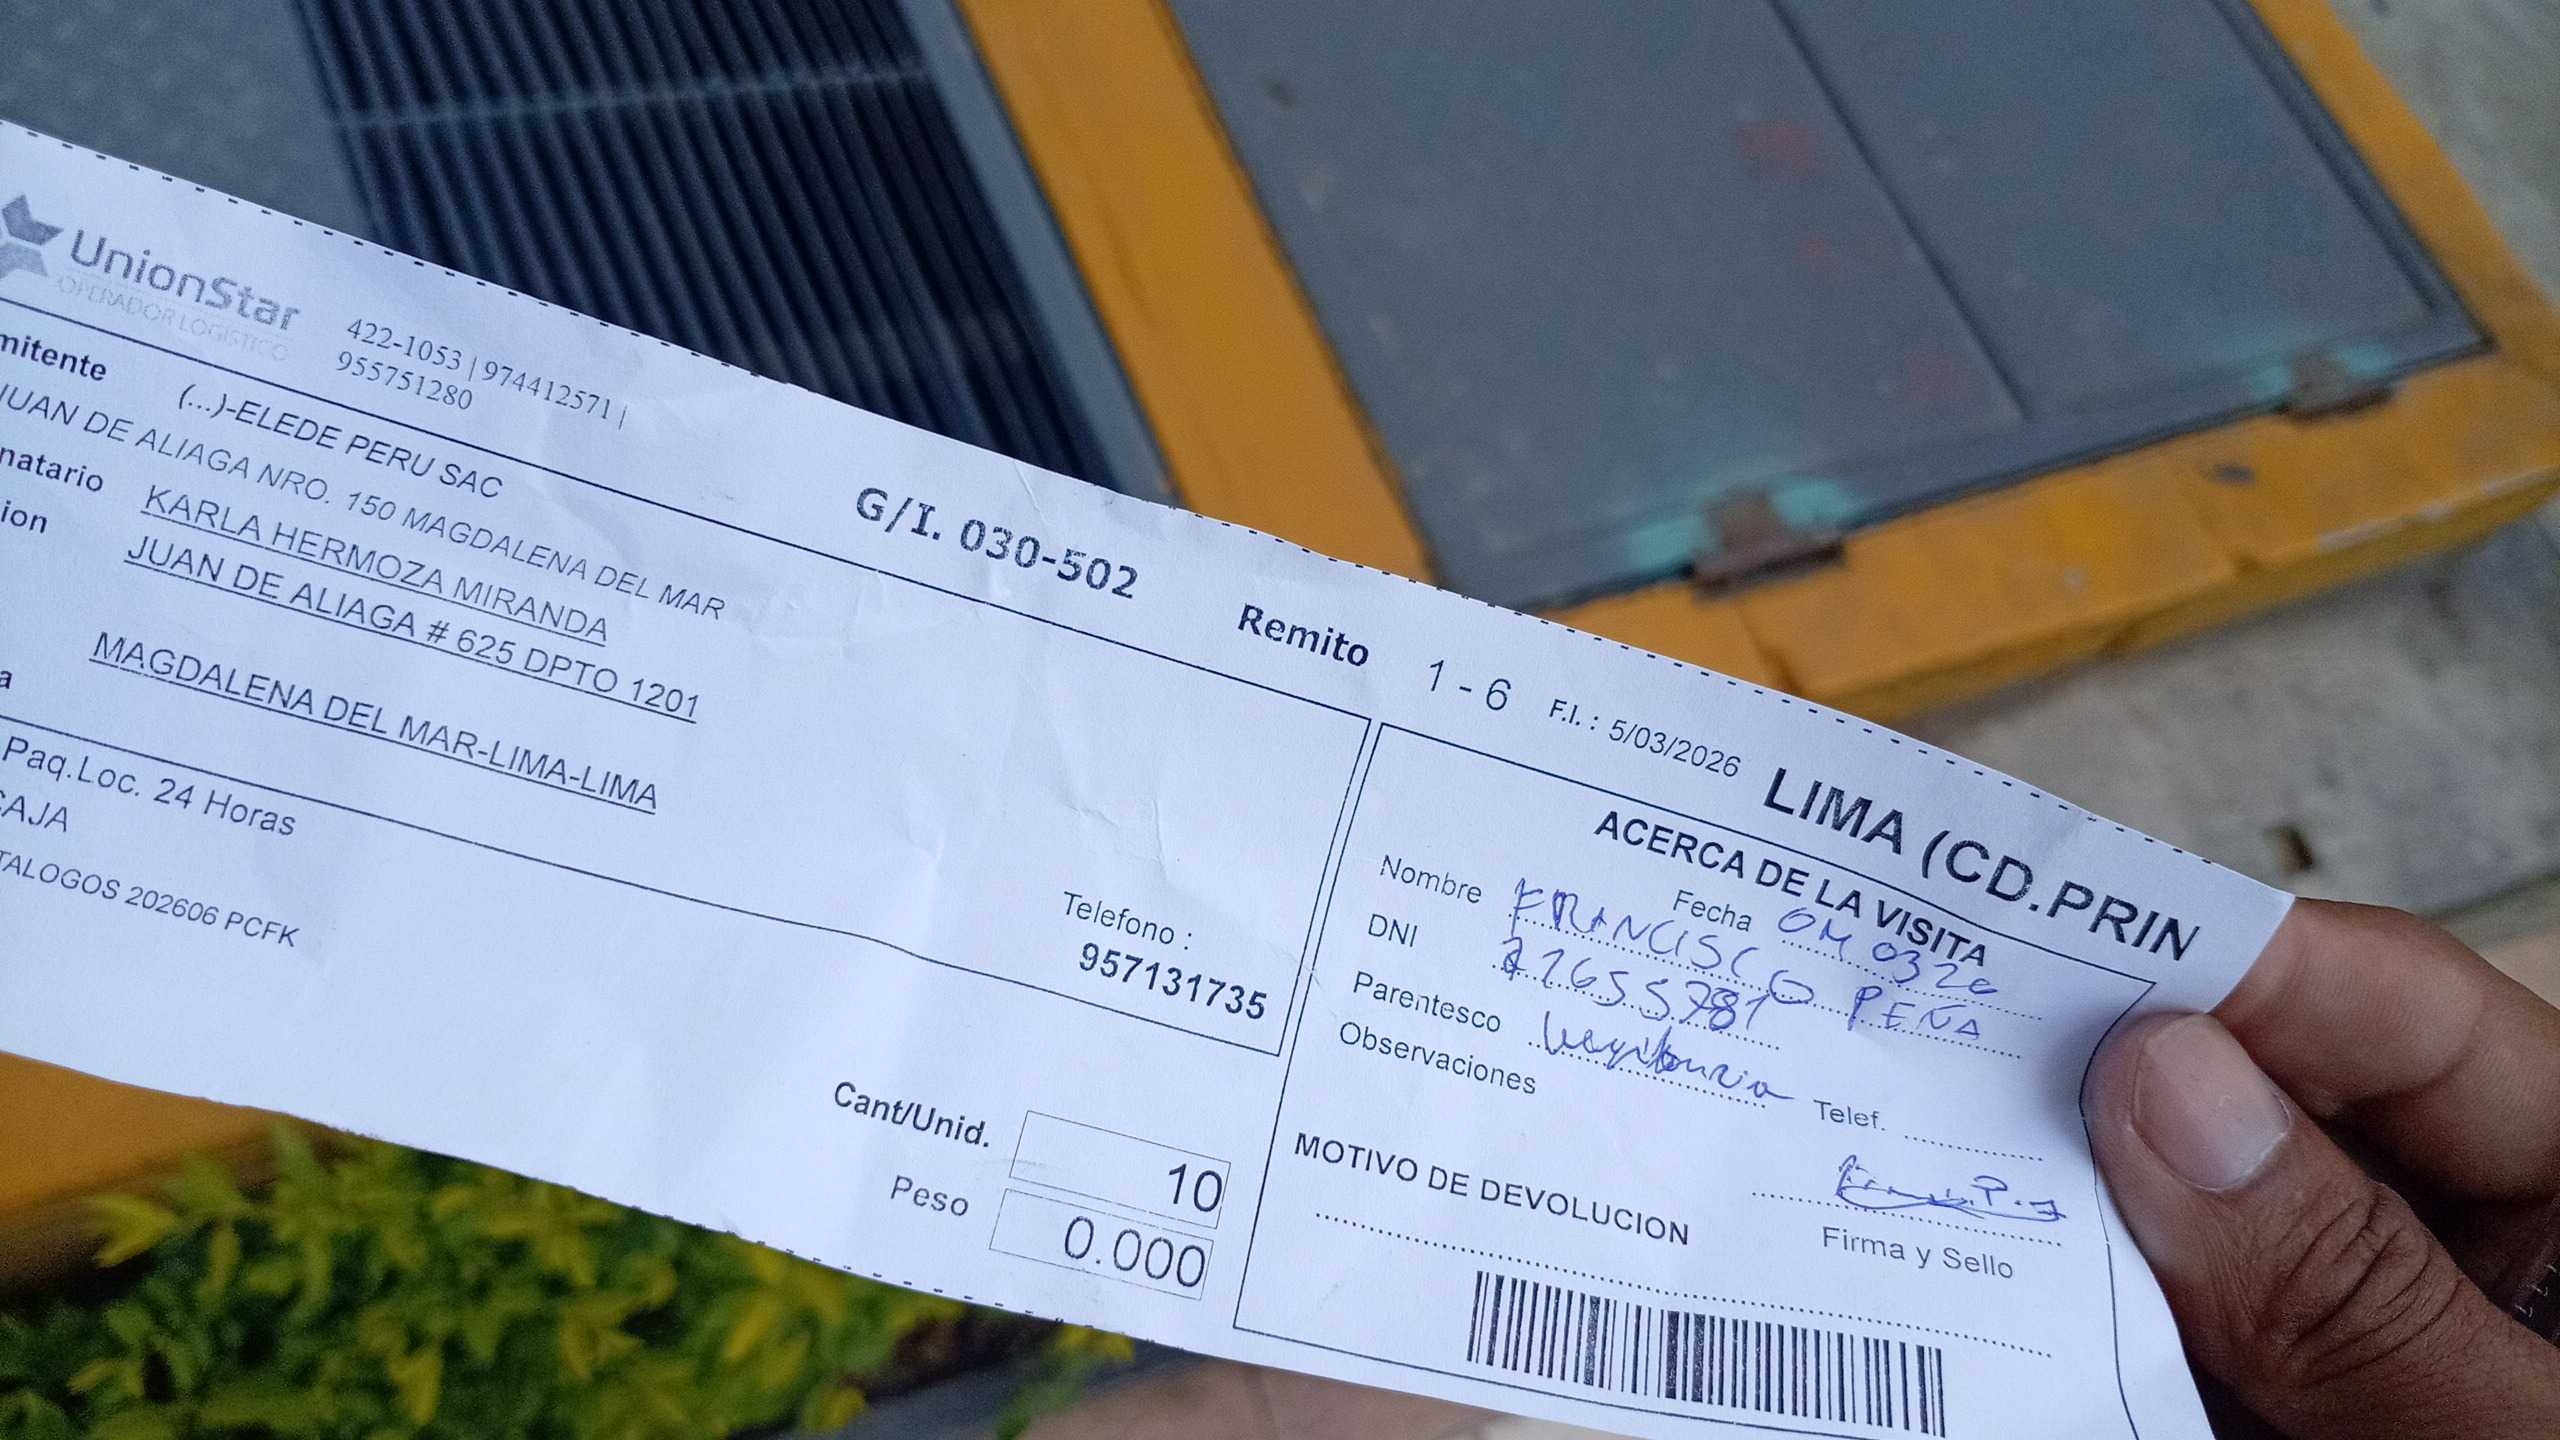 UnionStar
OPERADOR LOGISTICO
422-1053 | 974412571 |
955751280
G/I. 030-502
Remito 1 - 6 F.I. : 5/03/2026 LIMA (CD.PRIN
mitente (...)-ELEDE PERU SAC
JUAN DE ALIAGA NRO. 150 MAGDALENA DEL MAR
natario KARLA HERMOZA MIRANDA
ion JUAN DE ALIAGA # 625 DPTO 1201
MAGDALENA DEL MAR-LIMA-LIMA
a
Paq.Loc. 24 Horas
CAJA
TALOGOS 202606 PCFK
Telefono :
957131735
Cant/Unid. 10
Peso 0.000
ACERCA DE LA VISITA
Fecha
Nombre FRANCISCO PEÑA
DNI
Parentesco
Observaciones
Telef.
MOTIVO DE DEVOLUCION
Firma y Sello